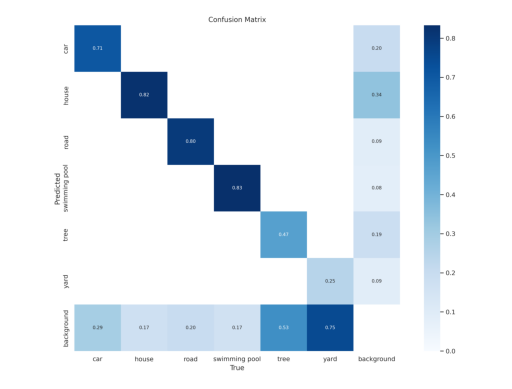 Confusion Matrix
car
house
road
swimming pool
tree
yard
background
Predicted
0.71 0.20
0.82 0.34
0.80 0.09
0.83 0.08
0.47 0.19
0.25 0.09
0.29 0.17 0.20 0.17 0.53 0.75
car house road swimming pool tree yard background
True
0.8
0.7
0.6
0.5
0.4
0.3
0.2
0.1
0.0